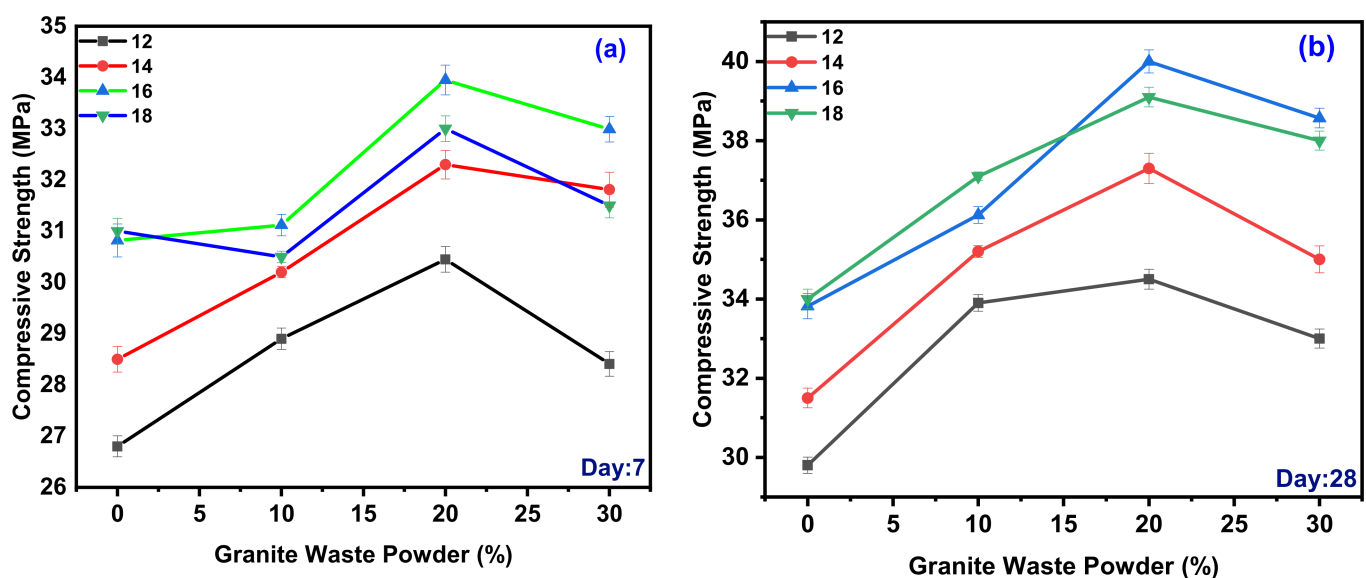 35
34
33
32
31
30
29
28
27
26
Compressive Strength (MPa)
12
14
16
18
(a)
Day:7
0 5 10 15 20 25 30
Granite Waste Powder (%)
40
38
36
34
32
30
Compressive Strength (MPa)
12
14
16
18
(b)
Day:28
0 5 10 15 20 25 30
Granite Waste Powder (%)